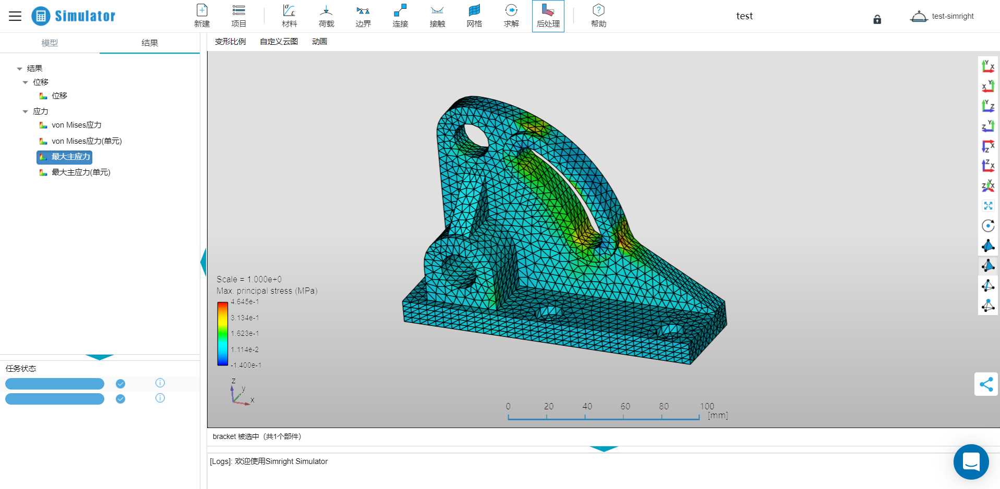 Simulator
新建
项目
材料
荷载
边界
连接
接触
网格
求解
后处理
帮助
test
test-simright
模型
结果
变形比例
自定义云图
动画
结果
位移
位移
应力
von Mises应力
von Mises应力(单元)
最大主应力
最大主应力(单元)
任务状态
Scale = 1.000e+0
Max. principal stress (MPa)
4.645e-1
3.134e-1
1.623e-1
1.114e-2
-1.400e-1
Z
y
X
0 20 40 60 80 100
[mm]
Y X
X Y
Y Z
Z Y
X Z
Z X
Z Y X
bracket 被选中（共1个部件）
[Logs]: 欢迎使用Simright Simulator